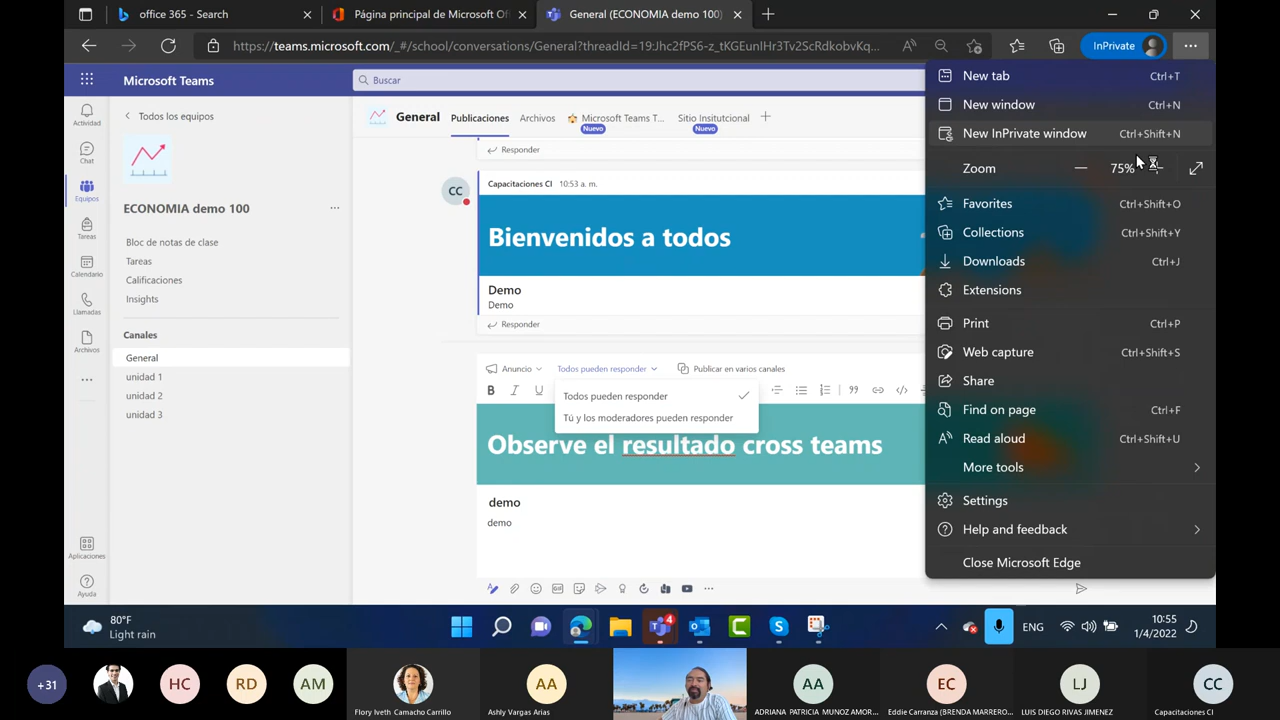 office 365 - Search
Página principal de Microsoft Off
General (ECONOMIA demo 100)
https://teams.microsoft.com/_#/school/conversations/General?threadId=19:Jhc2fPS6-z_tKGEunIHr3Tv2ScRdkobvKq...
InPrivate
Microsoft Teams
Buscar
Actividad
Chat
Equipos
Tareas
Calendario
Llamadas
Archivos
Aplicaciones
Ayuda
Todos los equipos
ECONOMIA demo 100
Bloc de notas de clase
Tareas
Calificaciones
Insights
Canales
General
unidad 1
unidad 2
unidad 3
General
Publicaciones
Archivos
Microsoft Teams T...
Nuevo
Sitio Insitutcional
Nuevo
Responder
CC
Capacitaciones CI 10:53 a. m.
Bienvenidos a todos
Demo
Demo
Responder
Anuncio
Todos pueden responder
Publicar en varios canales
B I U
Todos pueden responder
Tú y los moderadores pueden responder
Observe el resultado cross teams
demo
demo
GIF
New tab Ctrl+T
New window Ctrl+N
New InPrivate window Ctrl+Shift+N
Zoom 75%
Favorites Ctrl+Shift+O
Collections Ctrl+Shift+Y
Downloads Ctrl+J
Extensions
Print Ctrl+P
Web capture Ctrl+Shift+S
Share
Find on page Ctrl+F
Read aloud Ctrl+Shift+U
More tools
Settings
Help and feedback
Close Microsoft Edge
80°F
Light rain
4
ENG
10:55
1/4/2022
+31
HC
RD
AM
Flory Iveth Camacho Carrillo
AA
Ashly Vargas Arias
AA
ADRIANA PATRICIA MUNOZ AMOR...
EC
Eddie Carranza (BRENDA MARRERO...
LJ
LUIS DIEGO RIVAS JIMENEZ
CC
Capacitaciones CI